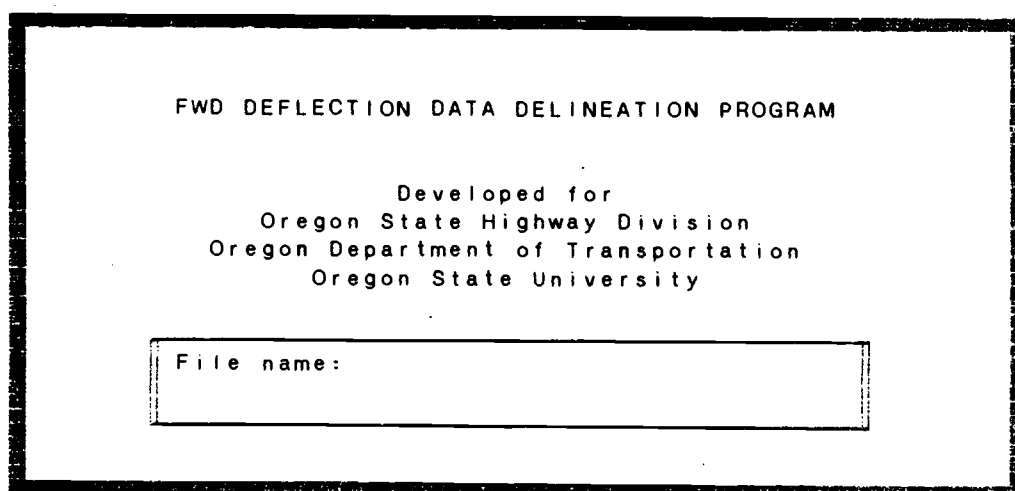 FWD DEFLECTION DATA DELINEATION PROGRAM
Developed for
Oregon State Highway Division
Oregon Department of Transportation
Oregon State University
File name: